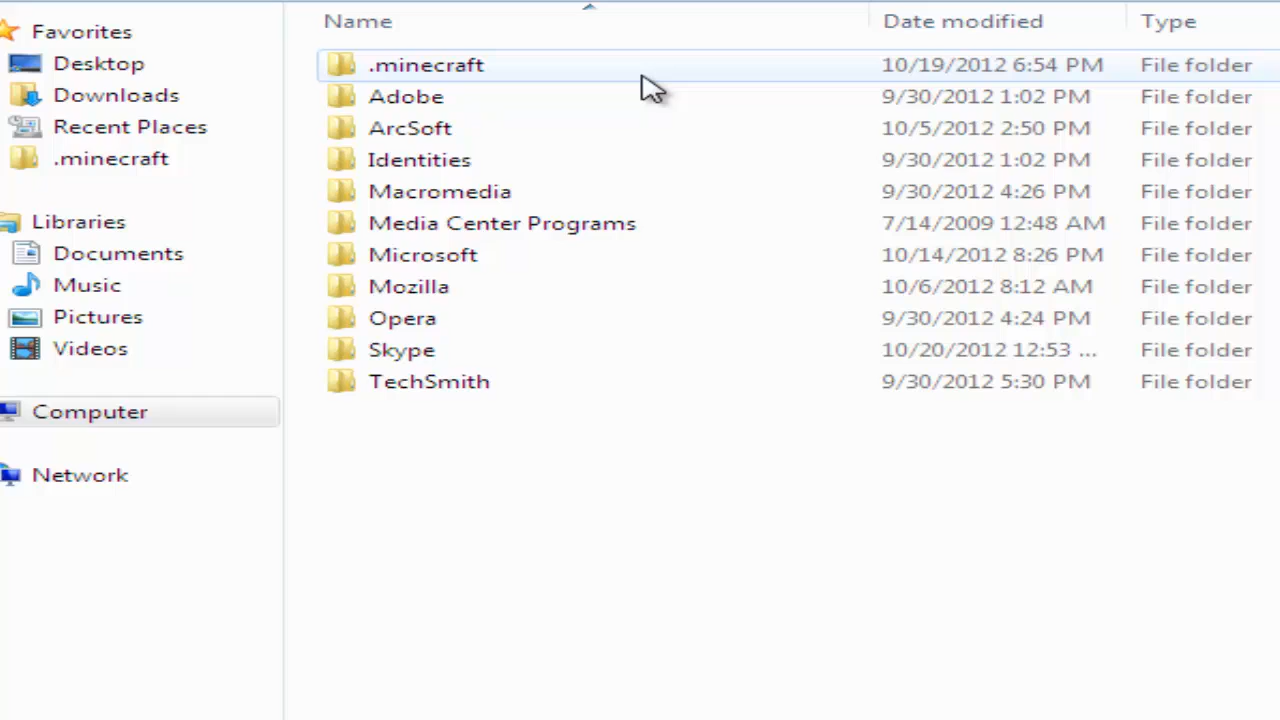 Favorites
Desktop
Downloads
Recent Places
.minecraft
Libraries
Documents
Music
Pictures
Videos
Computer
Network
Name Date modified Type
.minecraft 10/19/2012 6:54 PM File folder
Adobe 9/30/2012 1:02 PM File folder
ArcSoft 10/5/2012 2:50 PM File folder
Identities 9/30/2012 1:02 PM File folder
Macromedia 9/30/2012 4:26 PM File folder
Media Center Programs 7/14/2009 12:48 AM File folder
Microsoft 10/14/2012 8:26 PM File folder
Mozilla 10/6/2012 8:12 AM File folder
Opera 9/30/2012 4:24 PM File folder
Skype 10/20/2012 12:53 ... File folder
TechSmith 9/30/2012 5:30 PM File folder